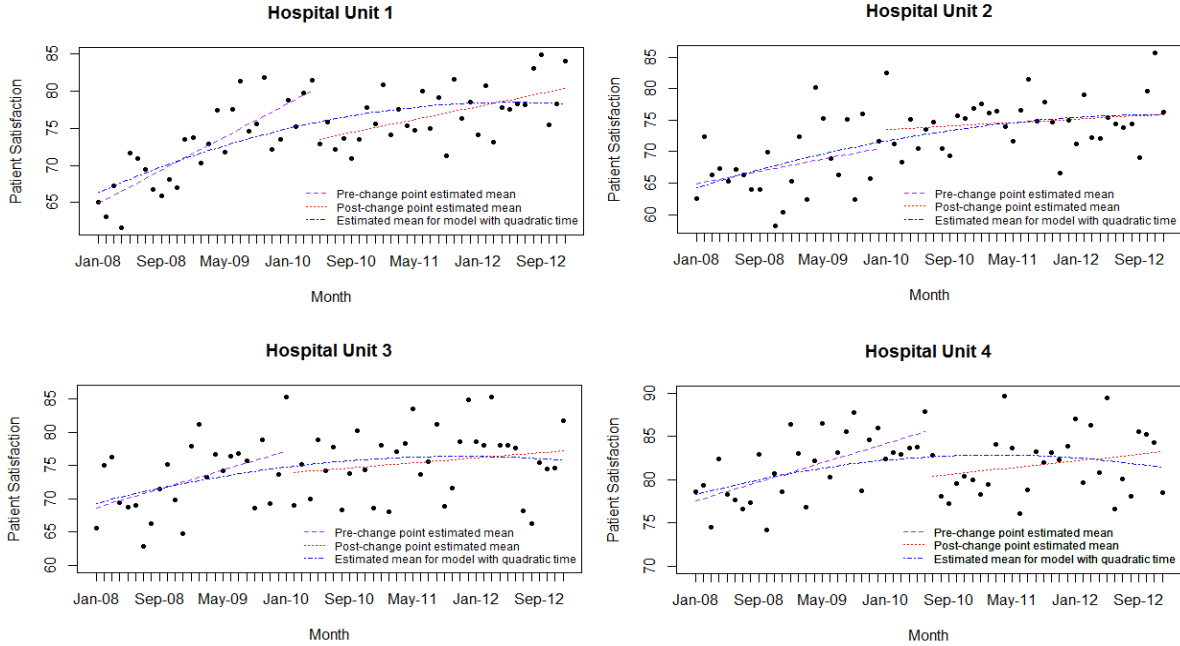 Hospital Unit 1
Patient Satisfaction
85
80
75
70
65
Pre-change point estimated mean
Post-change point estimated mean
Estimated mean for model with quadratic time
Jan-08 Sep-08 May-09 Jan-10 Sep-10 May-11 Jan-12 Sep-12
Month
Hospital Unit 2
Patient Satisfaction
85
80
75
70
65
60
Pre-change point estimated mean
Post-change point estimated mean
Estimated mean for model with quadratic time
Jan-08 Sep-08 May-09 Jan-10 Sep-10 May-11 Jan-12 Sep-12
Month
Hospital Unit 3
Patient Satisfaction
85
80
75
70
65
60
Pre-change point estimated mean
Post-change point estimated mean
Estimated mean for model with quadratic time
Jan-08 Sep-08 May-09 Jan-10 Sep-10 May-11 Jan-12 Sep-12
Month
Hospital Unit 4
Patient Satisfaction
90
85
80
75
70
Pre-change point estimated mean
Post-change point estimated mean
Estimated mean for model with quadratic time
Jan-08 Sep-08 May-09 Jan-10 Sep-10 May-11 Jan-12 Sep-12
Month